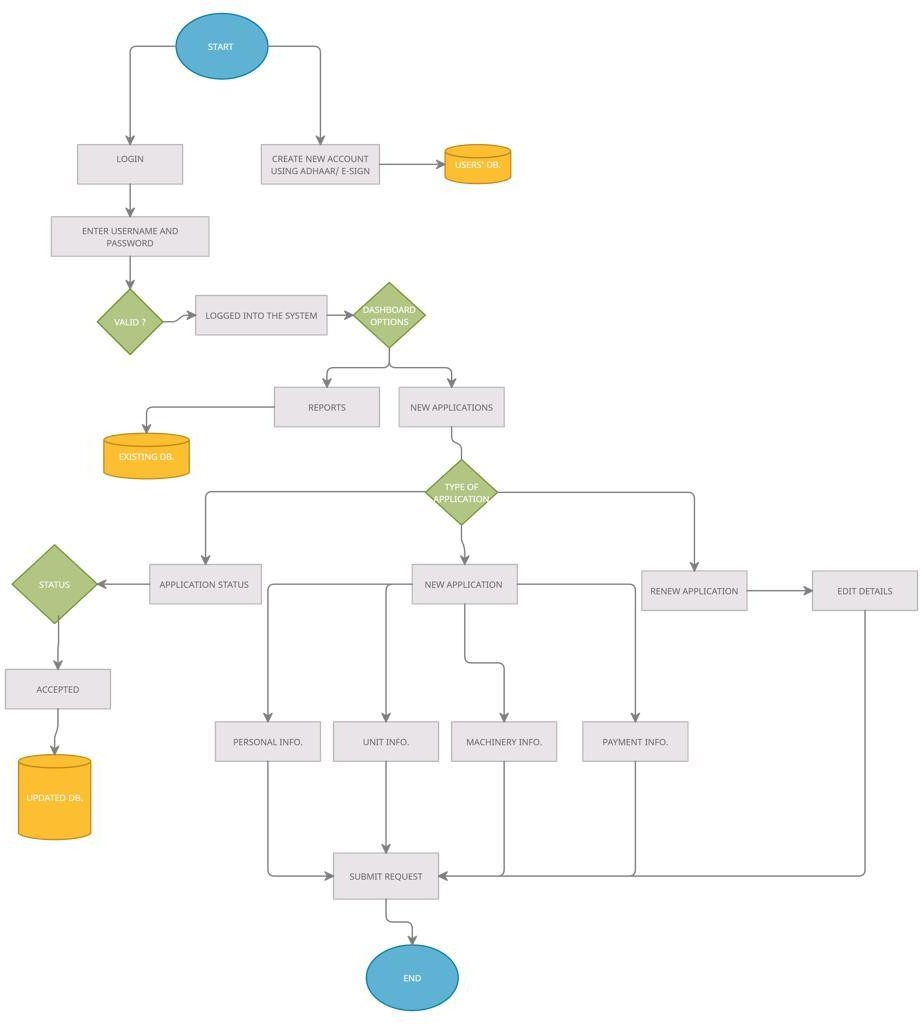 START
LOGIN
CREATE NEW ACCOUNT
USING ADHAAR/ E-SIGN
USERS' DB.
ENTER USERNAME AND
PASSWORD
VALID ?
LOGGED INTO THE SYSTEM
DASHBOARD
OPTIONS
REPORTS
NEW APPLICATIONS
EXISTING DB.
TYPE OF
APPLICATION
STATUS
APPLICATION STATUS
NEW APPLICATION
RENEW APPLICATION
EDIT DETAILS
ACCEPTED
PERSONAL INFO.
UNIT INFO.
MACHINERY INFO.
PAYMENT INFO.
UPDATED DB.
SUBMIT REQUEST
END